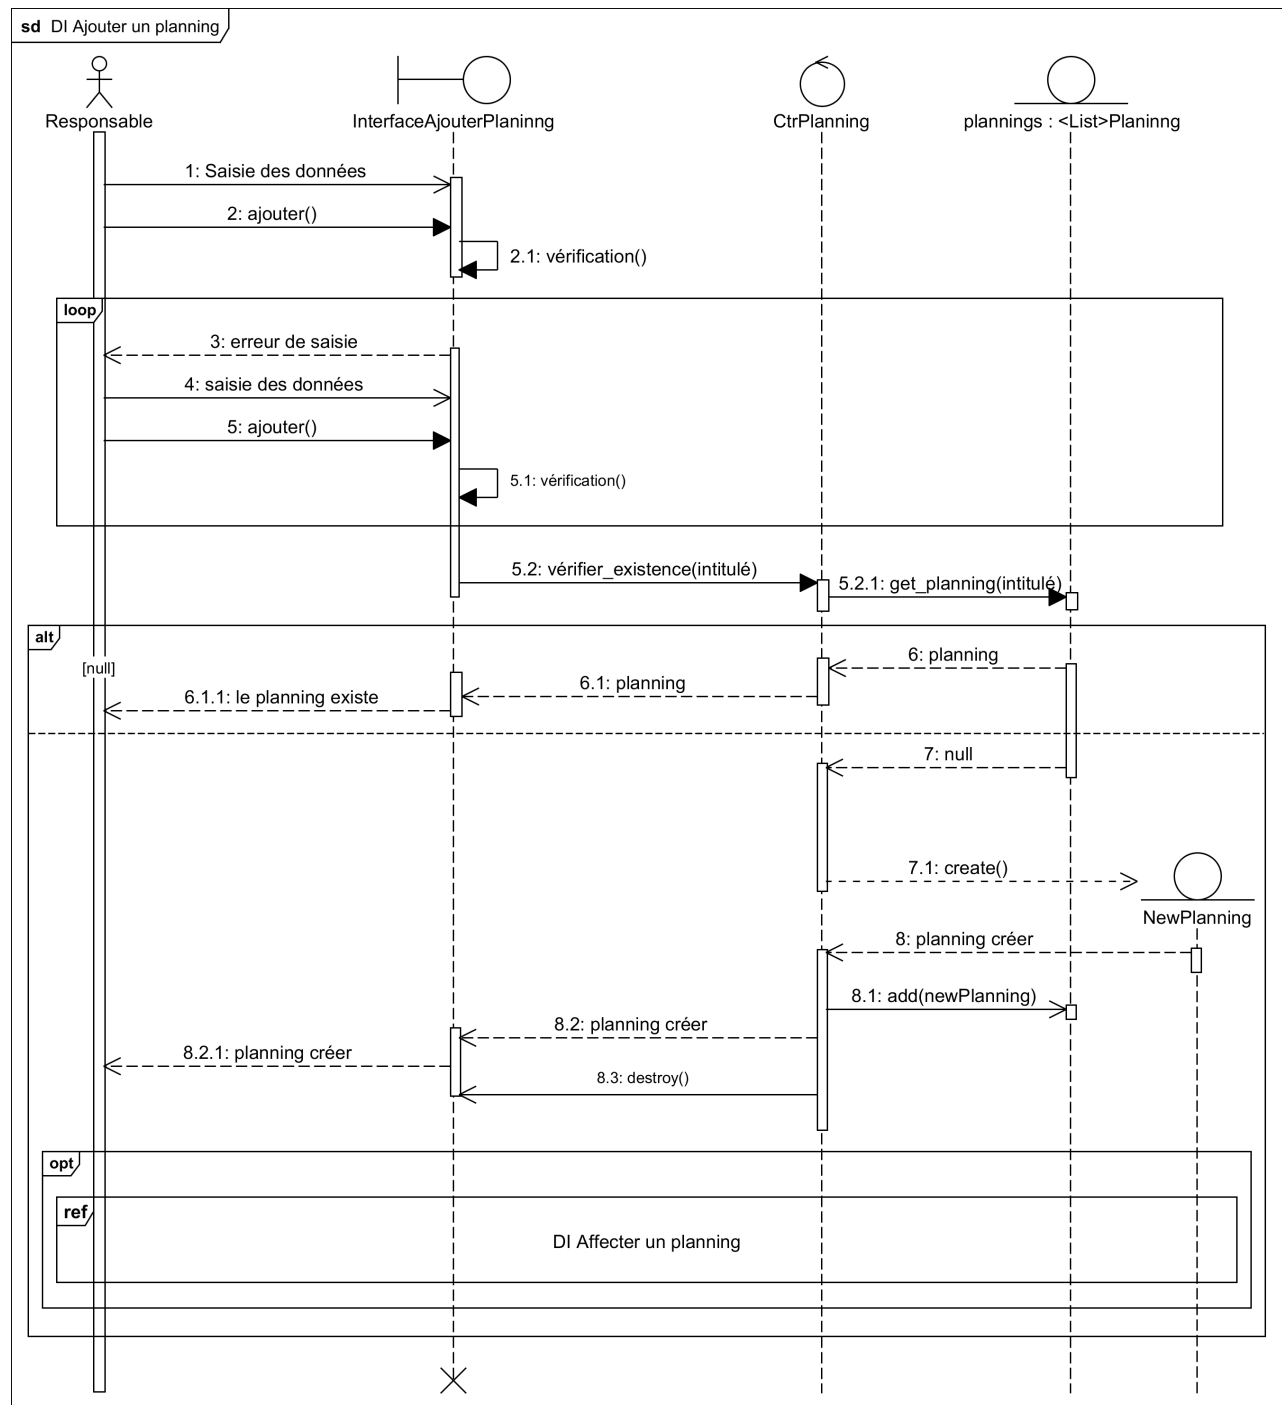 sd DI Ajouter un planning
Responsable
InterfaceAjouterPlaninng
CtrPlanning
plannings : <List>Planinng
1: Saisie des données
2: ajouter()
2.1: vérification()
loop
3: erreur de saisie
4: saisie des données
5: ajouter()
5.1: vérification()
5.2: vérifier_existence(intitulé)
5.2.1: get_planning(intitulé)
alt
[null]
6: planning
6.1: planning
6.1.1: le planning existe
7: null
7.1: create()
NewPlanning
8: planning créer
8.1: add(newPlanning)
8.2: planning créer
8.2.1: planning créer
8.3: destroy()
opt
ref
DI Affecter un planning